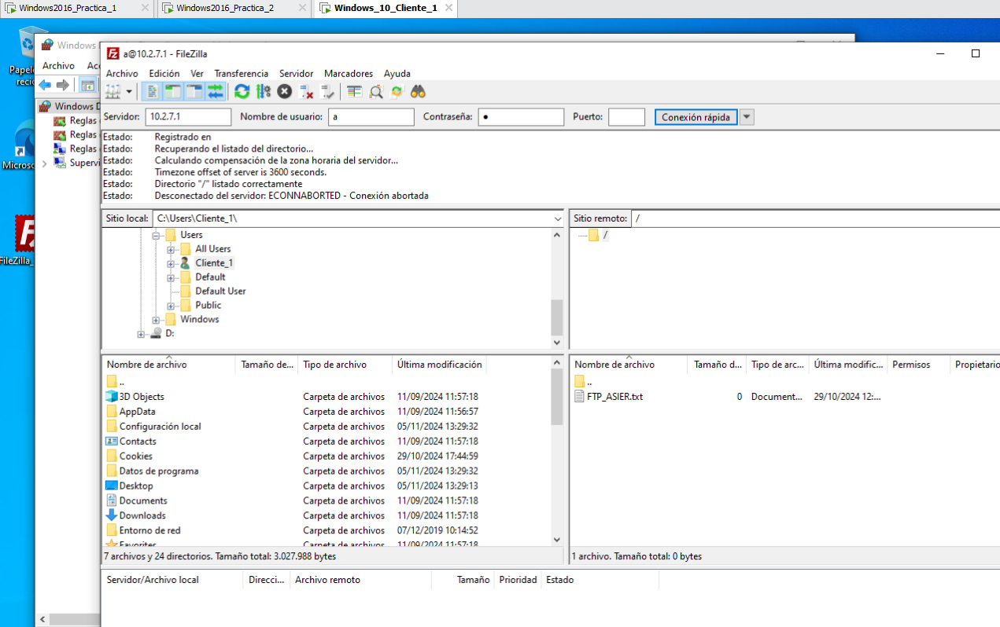 Windows2016_Practica_1 Windows2016_Practica_2 Windows_10_Cliente_1
Windows
Archivo
a@10.2.7.1 - FileZilla
Archivo Edición Ver Transferencia Servidor Marcadores Ayuda
Servidor: 10.2.7.1 Nombre de usuario: a Contraseña: ● Puerto: Conexión rápida
Windows D
Reglas
Reglas
Reglas
Supervi
Microso
FileZilla_
Estado: Registrado en
Estado: Recuperando el listado del directorio...
Estado: Calculando compensación de la zona horaria del servidor...
Estado: Timezone offset of server is 3600 seconds.
Estado: Directorio "/" listado correctamente
Estado: Desconectado del servidor: ECONNABORTED - Conexión abortada
Sitio local: C:\Users\Cliente_1\
Users
All Users
Cliente_1
Default
Default User
Public
Windows
D:
Sitio remoto: /
/
Nombre de archivo Tamaño de... Tipo de archivo Última modificación
..
3D Objects Carpeta de archivos 11/09/2024 11:57:18
AppData Carpeta de archivos 11/09/2024 11:56:57
Configuración local Carpeta de archivos 05/11/2024 13:29:32
Contacts Carpeta de archivos 11/09/2024 11:57:18
Cookies Carpeta de archivos 29/10/2024 17:44:59
Datos de programa Carpeta de archivos 05/11/2024 13:29:32
Desktop Carpeta de archivos 05/11/2024 13:29:13
Documents Carpeta de archivos 11/09/2024 11:57:18
Downloads Carpeta de archivos 11/09/2024 11:57:18
Entorno de red Carpeta de archivos 07/12/2019 10:14:52
Favorites Carpeta de archivos 11/09/2024 11:57:18
7 archivos y 24 directorios. Tamaño total: 3.027.988 bytes
Nombre de archivo Tamaño d... Tipo de arc... Última modific... Permisos Propietario
..
FTP_ASIER.txt 0 Document... 29/10/2024 12:...
1 archivo. Tamaño total: 0 bytes
Servidor/Archivo local Direcci... Archivo remoto Tamaño Prioridad Estado